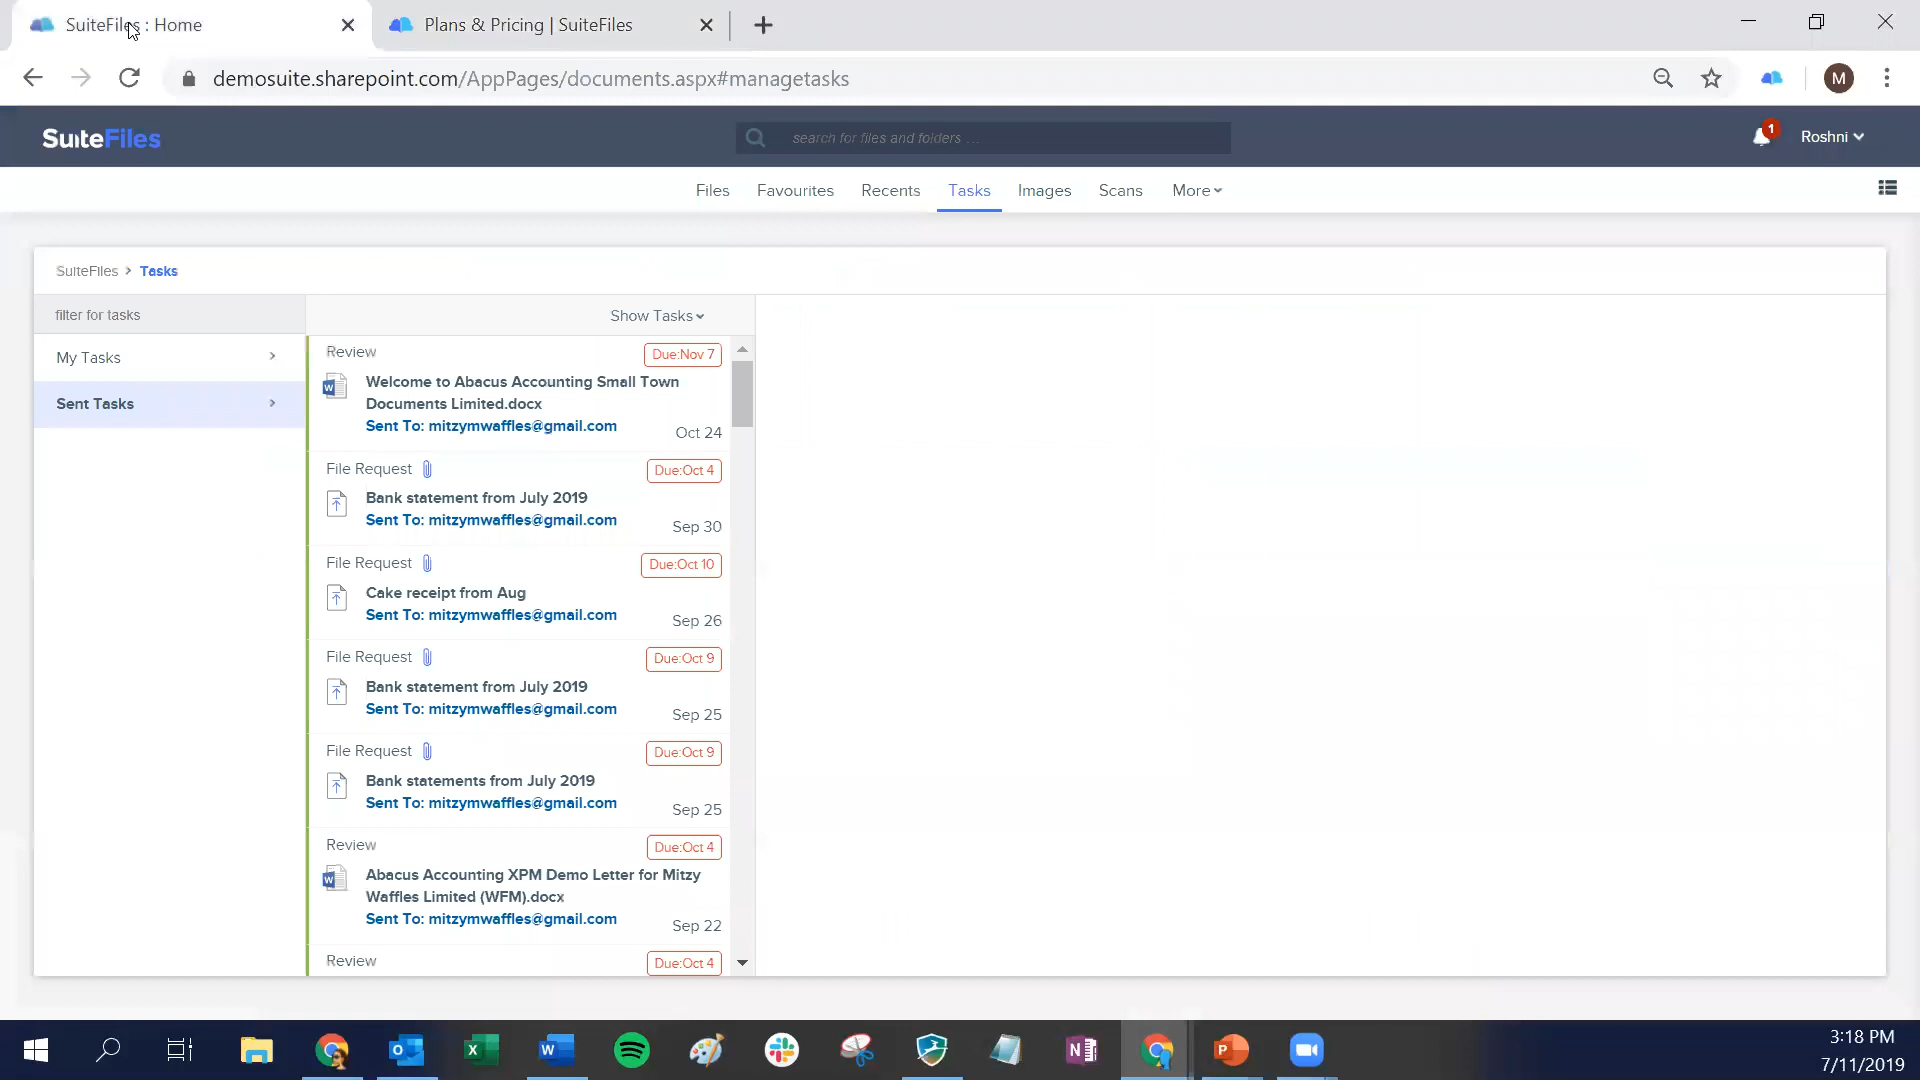 SuiteFiles : Home
Plans & Pricing | SuiteFiles
demosuite.sharepoint.com/AppPages/documents.aspx#managetasks
M
SuiteFiles
search for files and folders ...
1
Roshni
Files
Favourites
Recents
Tasks
Images
Scans
More
SuiteFiles > Tasks
filter for tasks
My Tasks
Sent Tasks
Show Tasks
Review
Due:Nov 7
Welcome to Abacus Accounting Small Town
Documents Limited.docx
Sent To: mitzymwaffles@gmail.com
Oct 24
File Request
Due:Oct 4
Bank statement from July 2019
Sent To: mitzymwaffles@gmail.com
Sep 30
File Request
Due:Oct 10
Cake receipt from Aug
Sent To: mitzymwaffles@gmail.com
Sep 26
File Request
Due:Oct 9
Bank statement from July 2019
Sent To: mitzymwaffles@gmail.com
Sep 25
File Request
Due:Oct 9
Bank statements from July 2019
Sent To: mitzymwaffles@gmail.com
Sep 25
Review
Due:Oct 4
Abacus Accounting XPM Demo Letter for Mitzy
Waffles Limited (WFM).docx
Sent To: mitzymwaffles@gmail.com
Sep 22
Review
Due:Oct 4
3:18 PM
7/11/2019